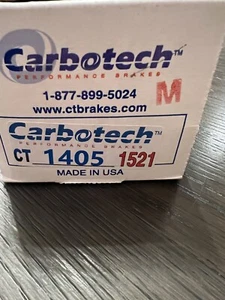 Carbotech™
PERFORMANCE BRAKES
1-877-899-5024
www.ctbrakes.com
M
Carbotech™
PERFORMANCE BRAKES
CT 1405 1521
MADE IN USA